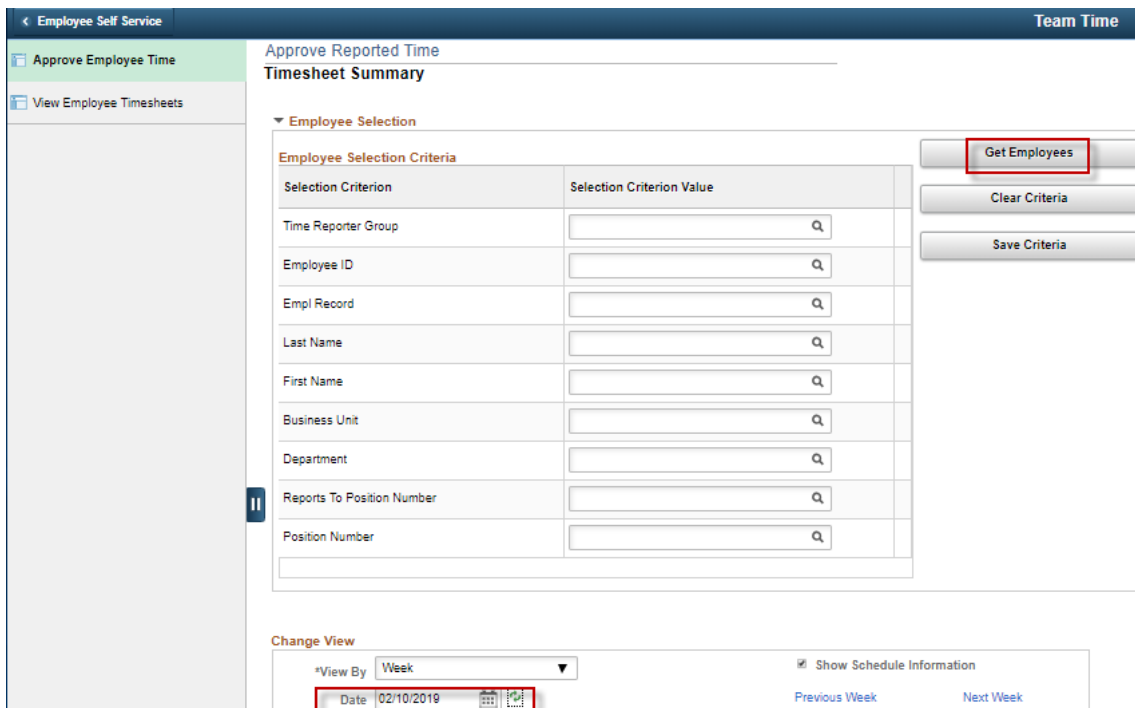 Employee Self Service
Team Time
Approve Employee Time
View Employee Timesheets
Approve Reported Time
Timesheet Summary
Employee Selection
Employee Selection Criteria
Selection Criterion Selection Criterion Value
Time Reporter Group
Employee ID
Empl Record
Last Name
First Name
Business Unit
Department
Reports To Position Number
Position Number
Get Employees
Clear Criteria
Save Criteria
Change View
*View By Week
Show Schedule Information
Date 02/10/2019
Previous Week Next Week